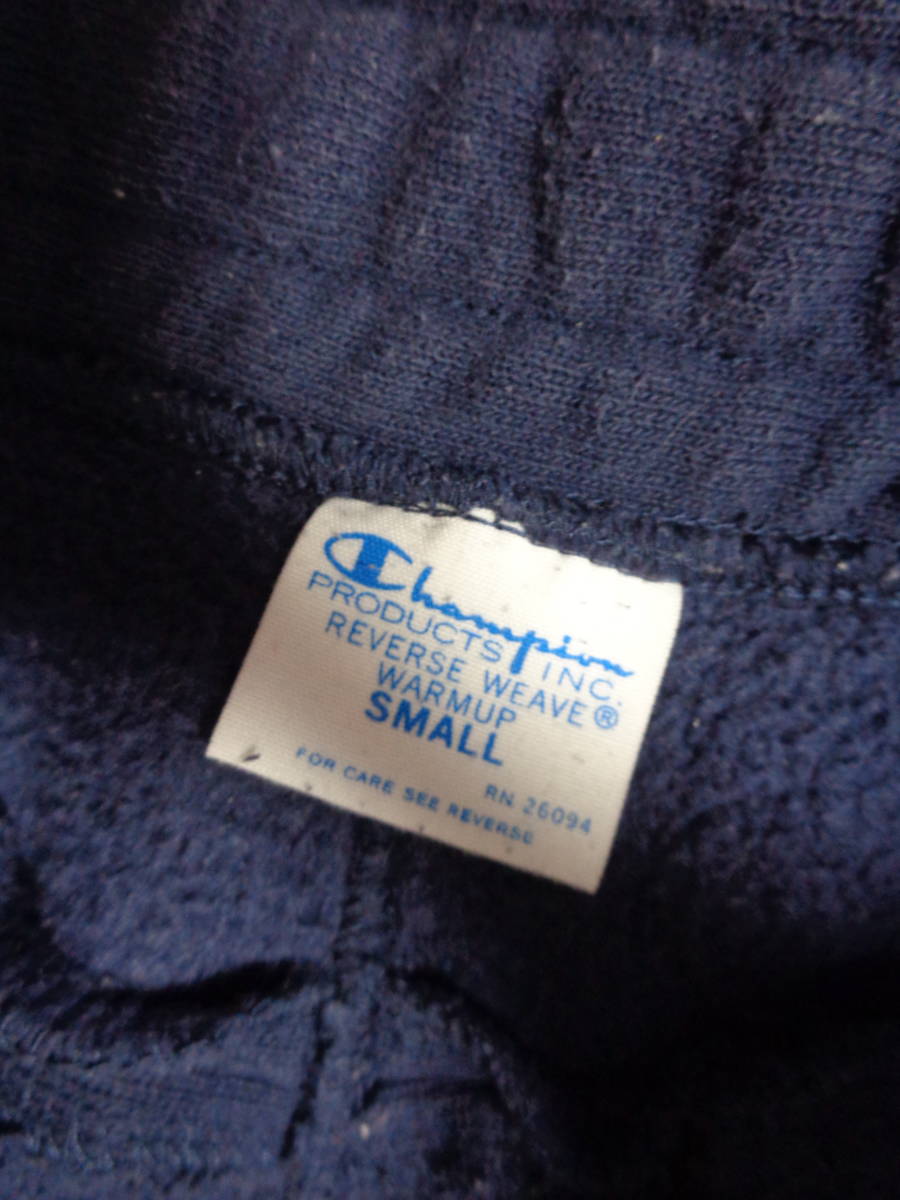 Champion
PRODUCTS INC.
REVERSE WEAVE®
WARMUP
SMALL
RN 26094
FOR CARE SEE REVERSE